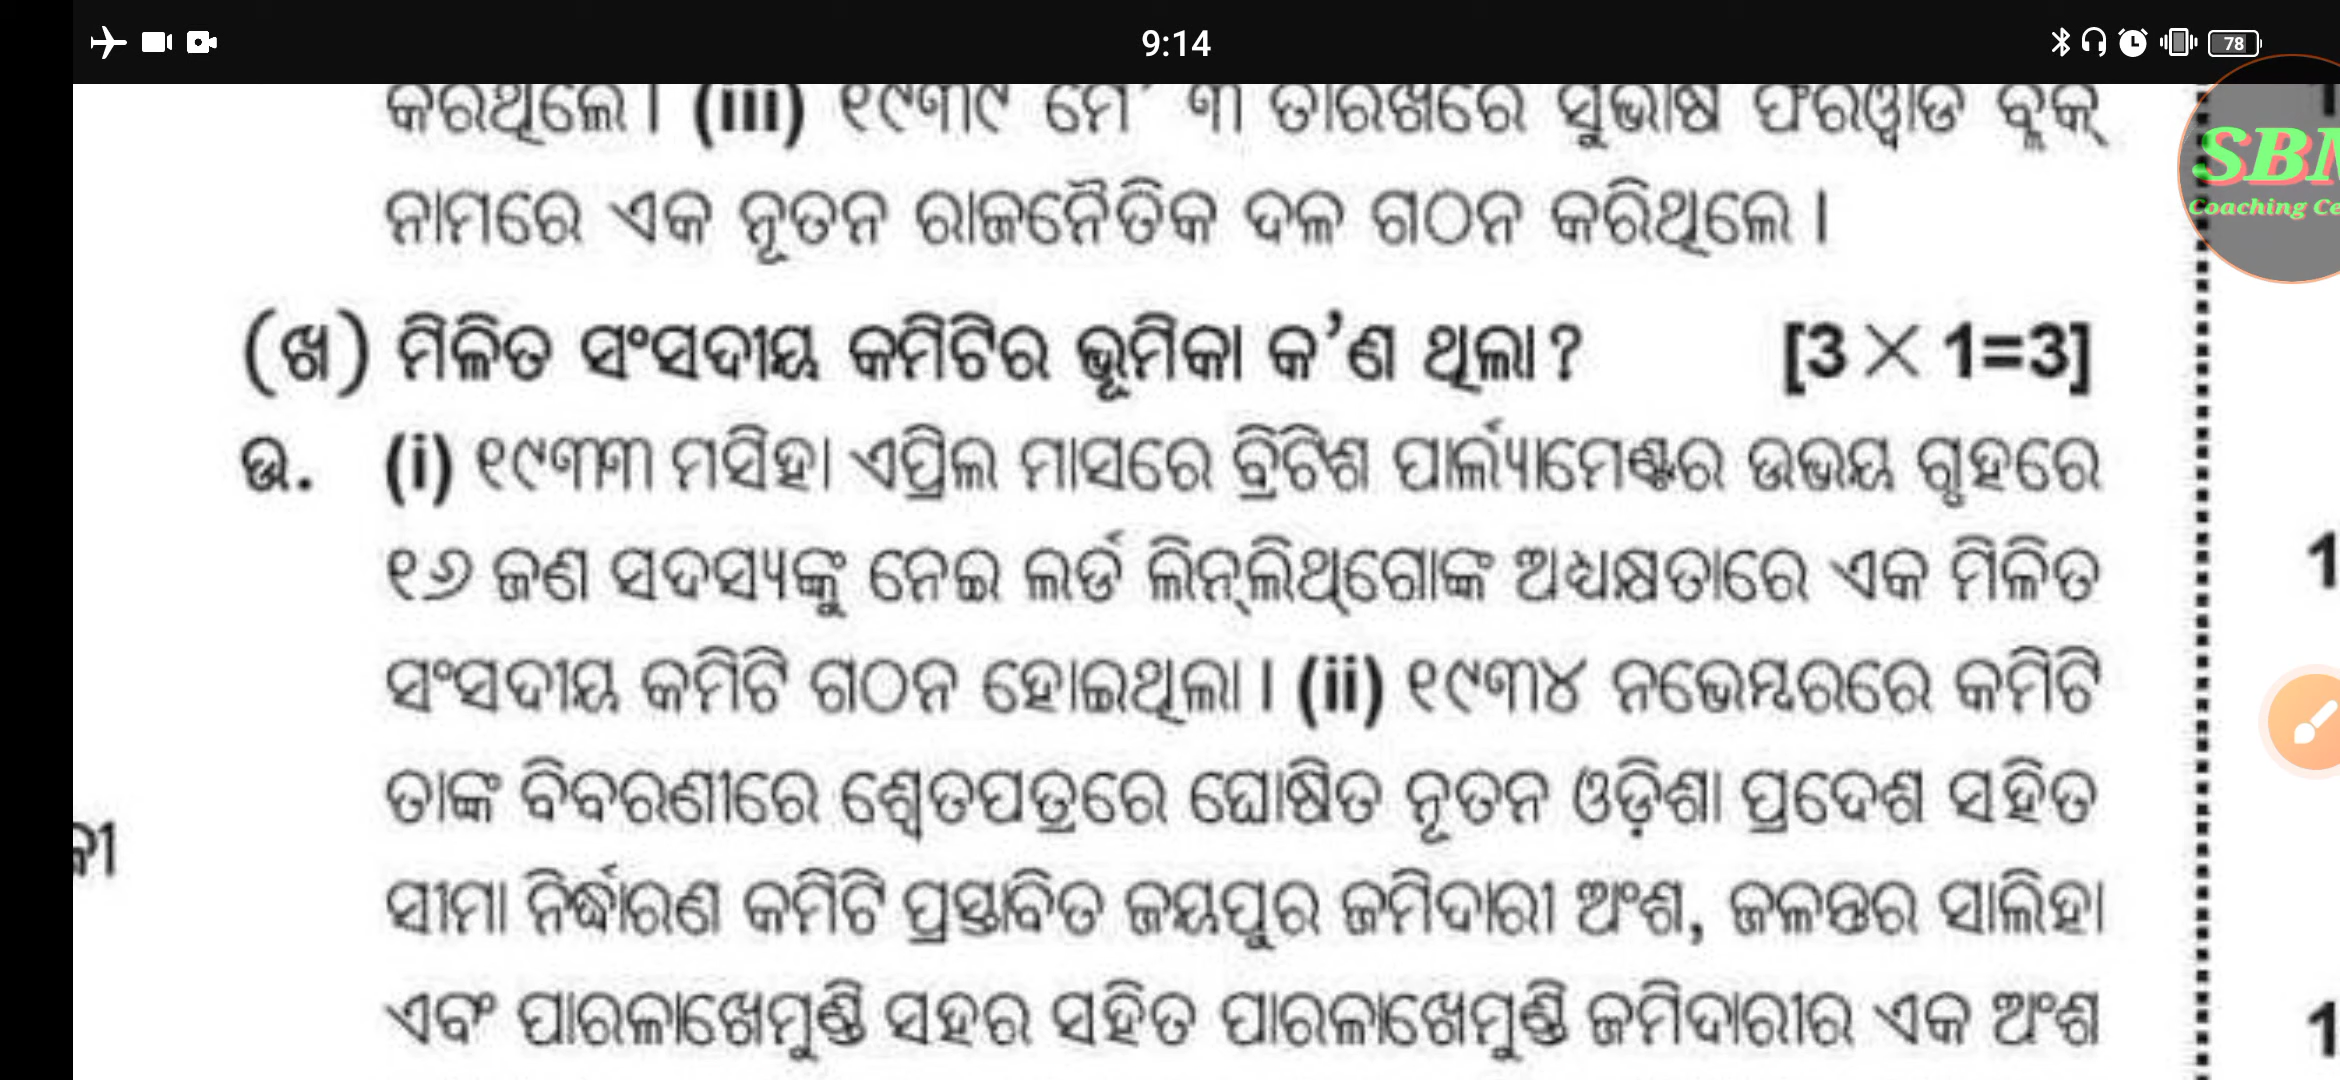 9:14
78
କରଥିଲେ । (iii) ୧୯୩୯ ମେ' ୩ ତାରିଖରେ ସୁଭାଷ ଫରୱାଡ ବ୍ଲକ୍
ନାମରେ ଏକ ନୂତନ ରାଜନୈତିକ ଦଳ ଗଠନ କରିଥିଲେ ।
(ଖ) ମିଳିତ ସଂସଦୀୟ କମିଟିର ଭୂମିକା କ'ଣ ଥିଲା ? [3 × 1=3]
ଉ. (i) ୧୯୩୩ ମସିହା ଏପ୍ରିଲ ମାସରେ ବ୍ରିଟିଶ ପାର୍ଲ୍ୟାମେଣ୍ଟର ଉଭୟ ଗୃହରେ
୧୬ ଜଣ ସଦସ୍ୟଙ୍କୁ ନେଇ ଲର୍ଡ ଲିନ୍‌ଲିଥ୍‌ଗୋଙ୍କ ଅଧ୍ୟକ୍ଷତାରେ ଏକ ମିଳିତ
ସଂସଦୀୟ କମିଟି ଗଠନ ହୋଇଥିଲା । (ii) ୧୯୩୪ ନଭେମ୍ବରରେ କମିଟି
ତାଙ୍କ ବିବରଣୀରେ ଶ୍ୱେତପତ୍ରରେ ଘୋଷିତ ନୂତନ ଓଡ଼ିଶା ପ୍ରଦେଶ ସହିତ
ସୀମା ନିର୍ଦ୍ଧାରଣ କମିଟି ପ୍ରସ୍ତାବିତ ଜୟପୁର ଜମିଦାରୀ ଅଂଶ, ଜଳନ୍ତର ସାଲିହା
ଏବଂ ପାରଳାଖେମୁଣ୍ଡି ସହର ସହିତ ପାରଳାଖେମୁଣ୍ଡି ଜମିଦାରୀର ଏକ ଅଂଶ
SBM
Coaching Ce
1
1